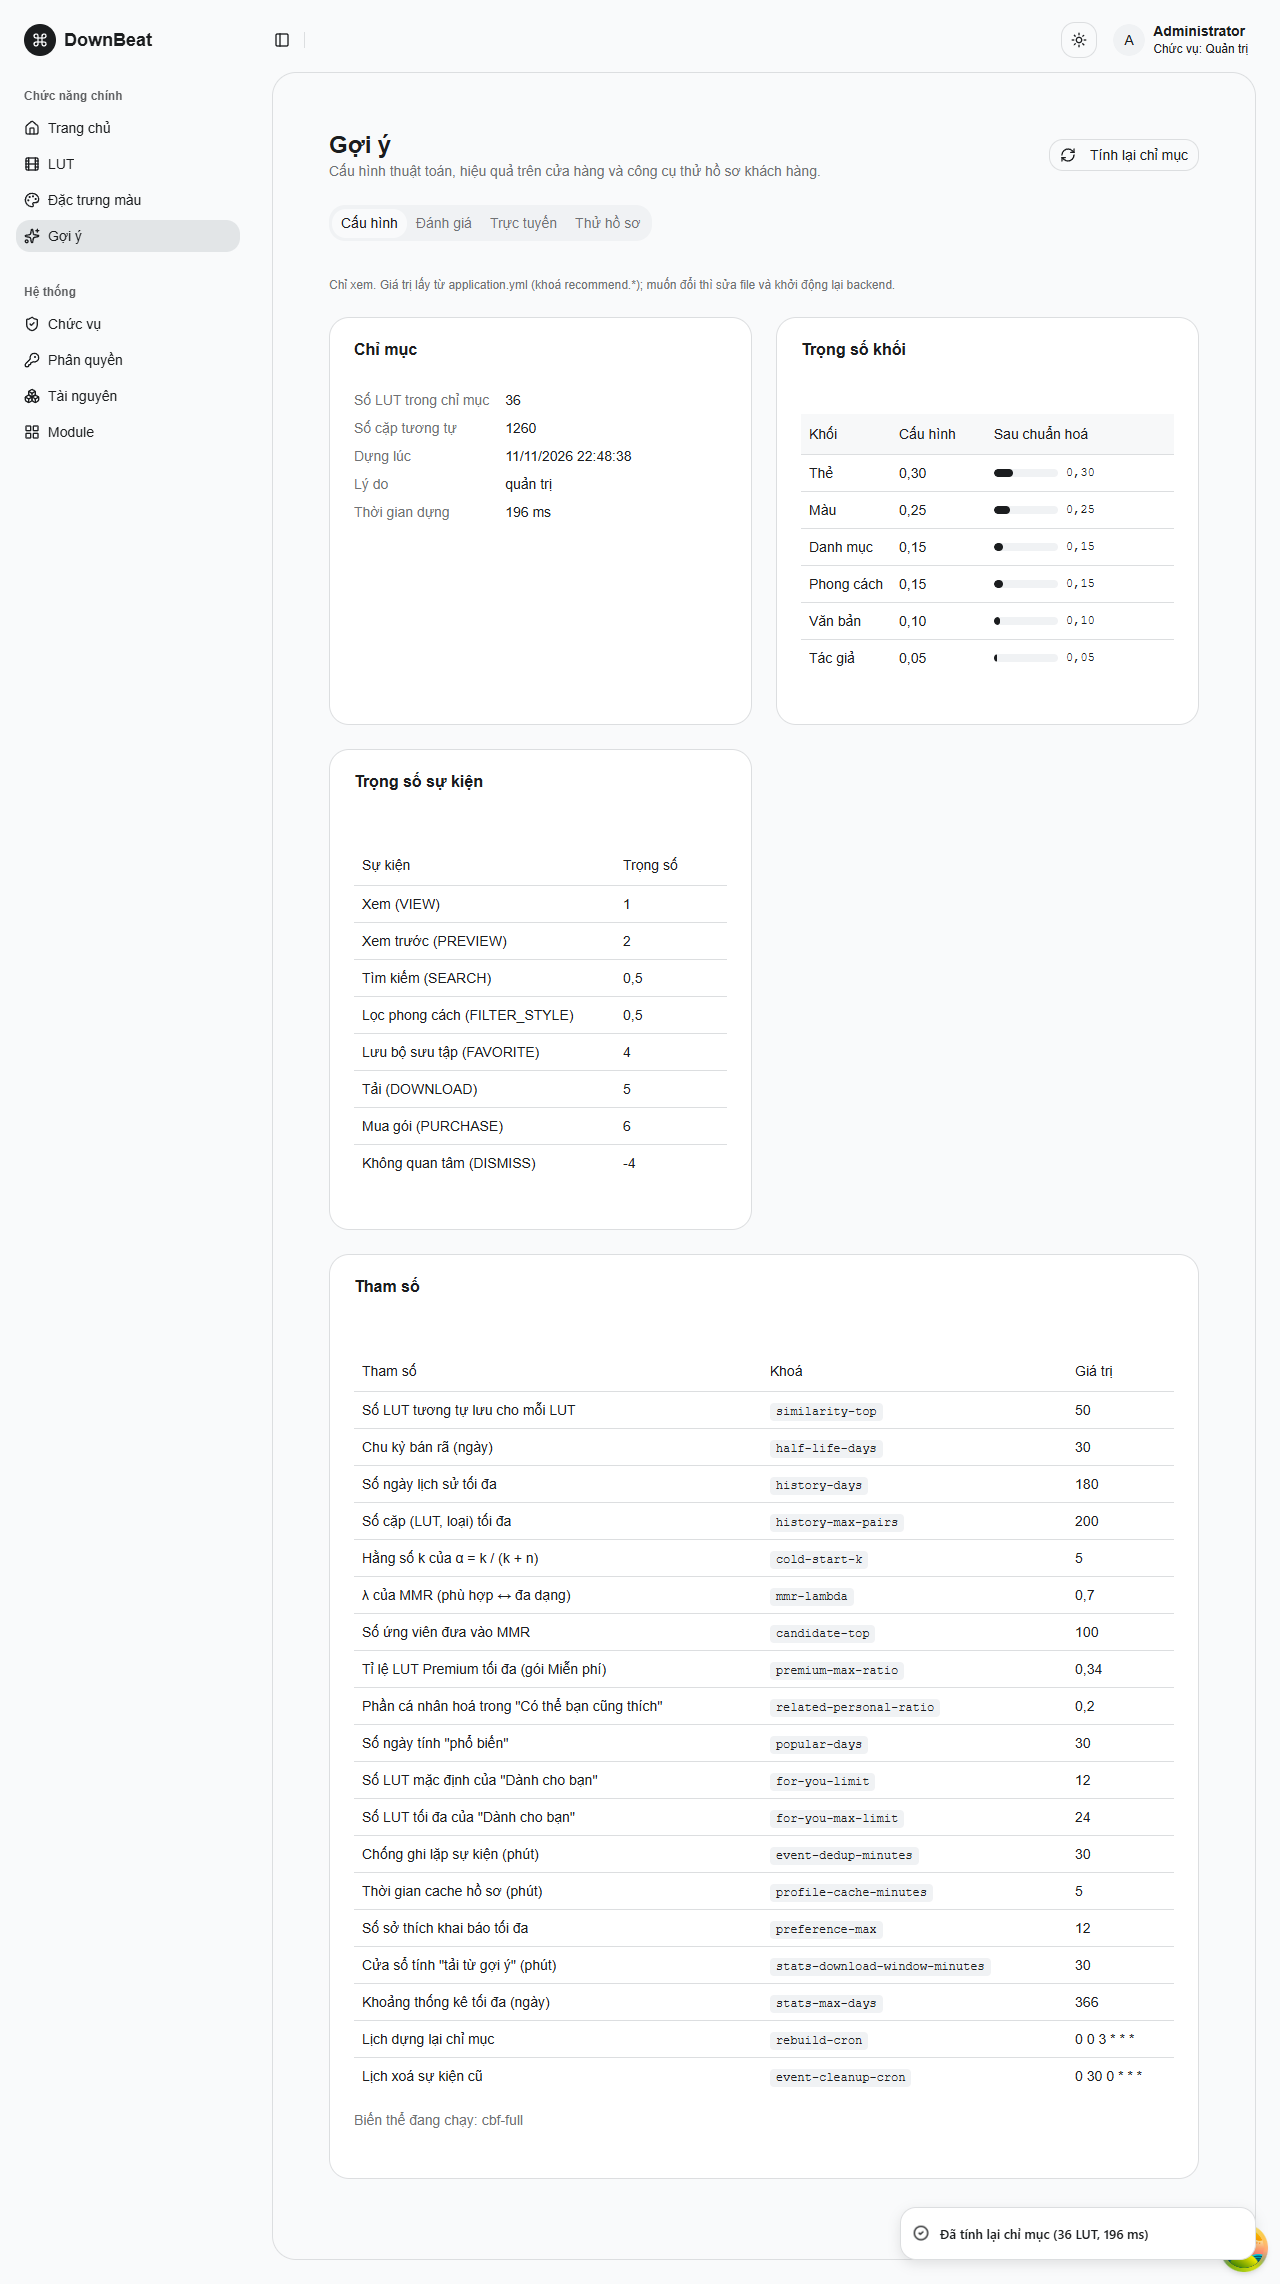 DownBeat
Administrator
A
Chức vụ: Quản trị
Chức năng chính
Trang chủ
LUT
Đặc trưng màu
Gợi ý
Hệ thống
Chức vụ
Phân quyền
Tài nguyên
Module
Gợi ý
Cấu hình thuật toán, hiệu quả trên cửa hàng và công cụ thử hồ sơ khách hàng.
Tính lại chỉ mục
Cấu hình Đánh giá Trực tuyến Thử hồ sơ
Chỉ xem. Giá trị lấy từ application.yml (khoá recommend.*); muốn đổi thì sửa file và khởi động lại backend.
Chỉ mục
Số LUT trong chỉ mục 36
Số cặp tương tự 1260
Dựng lúc 11/11/2026 22:48:38
Lý do quản trị
Thời gian dựng 196 ms
Trọng số khối
Khối Cấu hình Sau chuẩn hoá
Thẻ 0,30 0,30
Màu 0,25 0,25
Danh mục 0,15 0,15
Phong cách 0,15 0,15
Văn bản 0,10 0,10
Tác giả 0,05 0,05
Trọng số sự kiện
Sự kiện Trọng số
Xem (VIEW) 1
Xem trước (PREVIEW) 2
Tìm kiếm (SEARCH) 0,5
Lọc phong cách (FILTER_STYLE) 0,5
Lưu bộ sưu tập (FAVORITE) 4
Tải (DOWNLOAD) 5
Mua gói (PURCHASE) 6
Không quan tâm (DISMISS) -4
Tham số
Tham số Khoá Giá trị
Số LUT tương tự lưu cho mỗi LUT similarity-top 50
Chu kỳ bán rã (ngày) half-life-days 30
Số ngày lịch sử tối đa history-days 180
Số cặp (LUT, loại) tối đa history-max-pairs 200
Hằng số k của α = k / (k + n) cold-start-k 5
λ của MMR (phù hợp ↔ đa dạng) mmr-lambda 0,7
Số ứng viên đưa vào MMR candidate-top 100
Tỉ lệ LUT Premium tối đa (gói Miễn phí) premium-max-ratio 0,34
Phần cá nhân hoá trong "Có thể bạn cũng thích" related-personal-ratio 0,2
Số ngày tính "phổ biến" popular-days 30
Số LUT mặc định của "Dành cho bạn" for-you-limit 12
Số LUT tối đa của "Dành cho bạn" for-you-max-limit 24
Chống ghi lặp sự kiện (phút) event-dedup-minutes 30
Thời gian cache hồ sơ (phút) profile-cache-minutes 5
Số sở thích khai báo tối đa preference-max 12
Cửa sổ tính "tải từ gợi ý" (phút) stats-download-window-minutes 30
Khoảng thống kê tối đa (ngày) stats-max-days 366
Lịch dựng lại chỉ mục rebuild-cron 0 0 3 * * *
Lịch xoá sự kiện cũ event-cleanup-cron 0 30 0 * * *
Biến thể đang chạy: cbf-full
Đã tính lại chỉ mục (36 LUT, 196 ms)